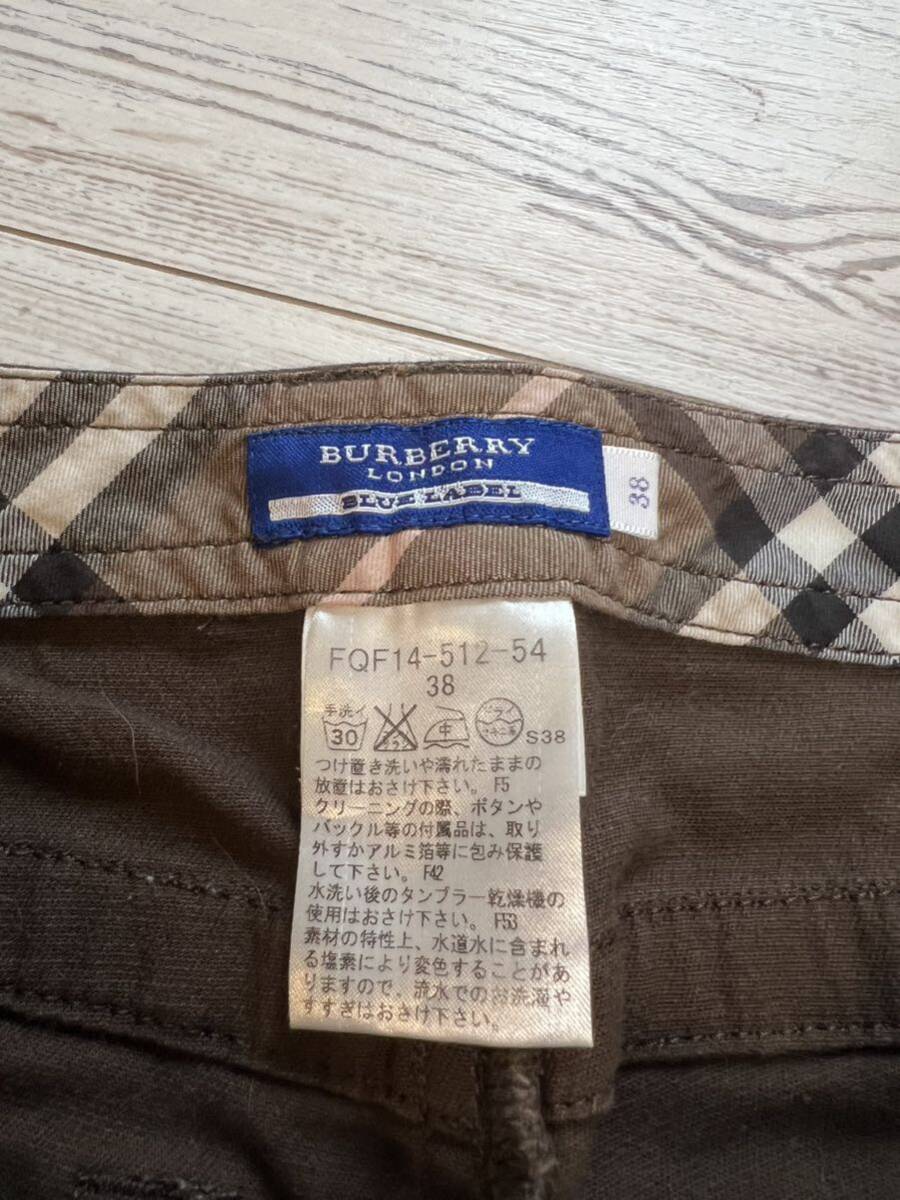 BURBERRY
LONDON
BLUE LABEL
38
FQF14-512-54
38
手洗イ
30
中
ドライ
S38
つけ置き洗いや濡れたままの
放置はおさけ下さい。 F5
クリーニングの際、ボタンや
バックル等の付属品は、取り
外すかアルミ箔等に包み保護
して下さい。 F42
水洗い後のタンブラー乾燥機の
使用はおさけ下さい。 F53
素材の特性上、水道水に含まれ
る塩素により変色することがあ
りますので、流水でのお洗濯や
すすぎはおさけ下さい。